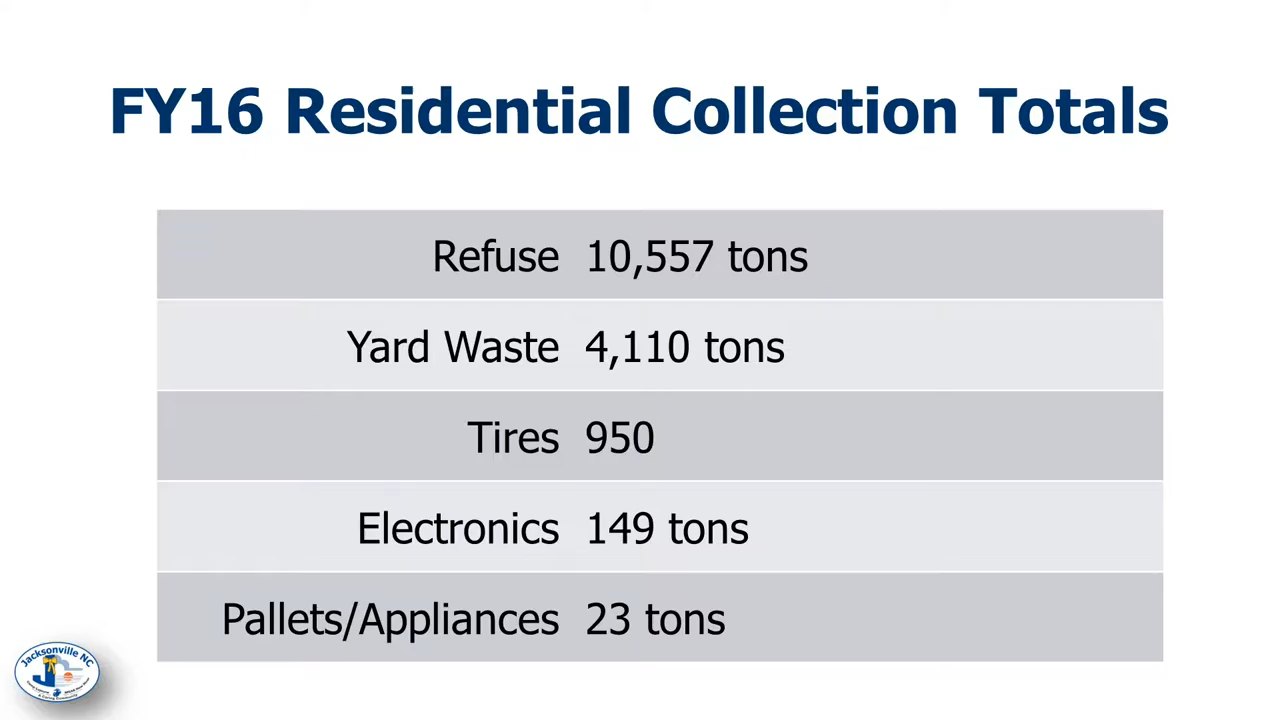 FY16 Residential Collection Totals
Refuse 10,557 tons
Yard Waste 4,110 tons
Tires 950
Electronics 149 tons
Pallets/Appliances 23 tons
Jacksonville NC